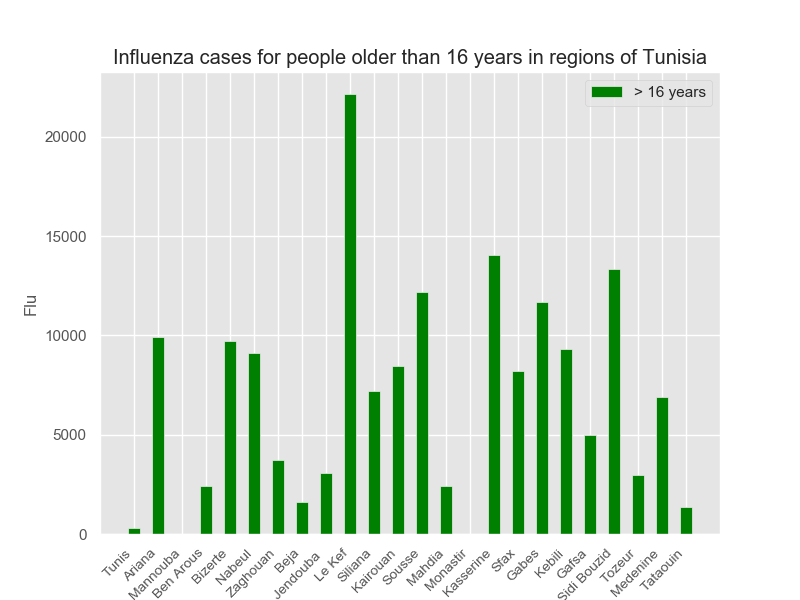 Influenza cases for people older than 16 years in regions of Tunisia
> 16 years
Flu
20000
15000
10000
5000
0
Tunis
Ariana
Mannouba
Ben Arous
Bizerte
Nabeul
Zaghouan
Beja
Jendouba
Le Kef
Siliana
Kairouan
Sousse
Mahdia
Monastir
Kasserine
Sfax
Gabes
Kebili
Gafsa
Sidi Bouzid
Tozeur
Medenine
Tataouin